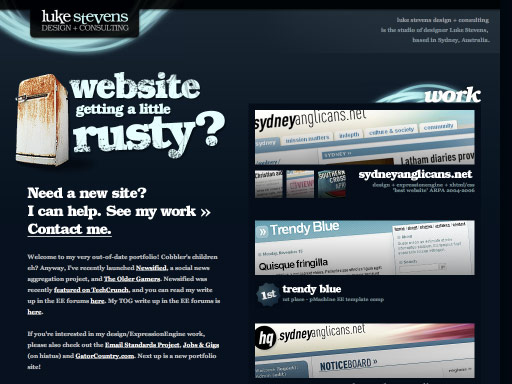 luke stevens
DESIGN + CONSULTING
luke stevens design + consulting
is the studio of designer Luke Stevens,
based in Sydney, Australia.
website
getting a little
rusty?
Need a new site?
I can help. See my work »
Contact me.
Welcome to my very out-of-date portfolio! Cobbler's children
eh? Anyway, I've recently launched Newsified, a social news
aggregation project, and The Older Gamers. Newsified was
recently featured on TechCrunch, and you can read my write
up in the EE forums here. My TOG write up in the EE forums is
here.
If you're interested in my design/ExpressionEngine work,
please also check out the Email Standards Project, Jobs & Gigs
(on hiatus) and GatorCountry.com. Next up is a new portfolio
site!
work
sydneyanglicans.net
mission matters indepth culture & society community
SYDNEY »
Latham diaries
sydneyanglicans.net
design + expressionengine + xhtml/css
'best website' ARPA 2004-2006
» Trendy Blue
home | about
Monday, November
Quisque fringilla
1st
trendy blue
1st place - pMachine EE template comp
hq sydneyanglicans.net
NOTICEBOARD »